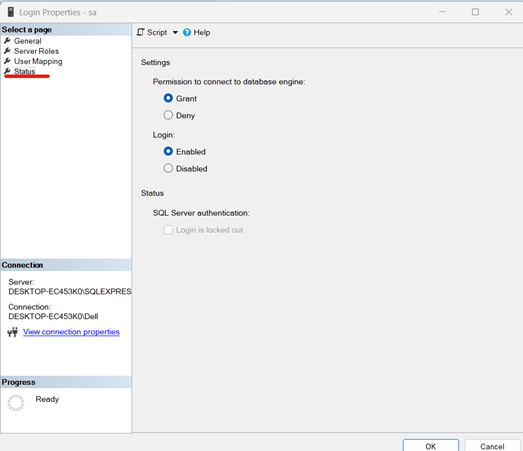 Login Properties - sa
Select a page
General
Server Roles
User Mapping
Status
Script
Help
Settings
Permission to connect to database engine:
Grant
Deny
Login:
Enabled
Disabled
Status
SQL Server authentication:
Login is locked out
Connection
Server:
DESKTOP-EC453K0\SQLEXPRES
Connection:
DESKTOP-EC453K0\Dell
View connection properties
Progress
Ready
OK
Cancel